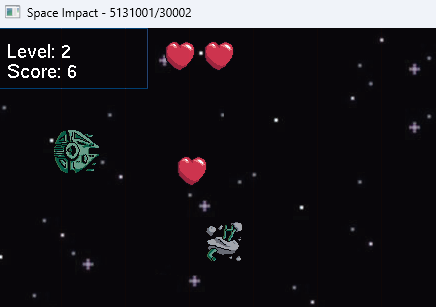 Space Impact - 5131001/30002
Level: 2
Score: 6